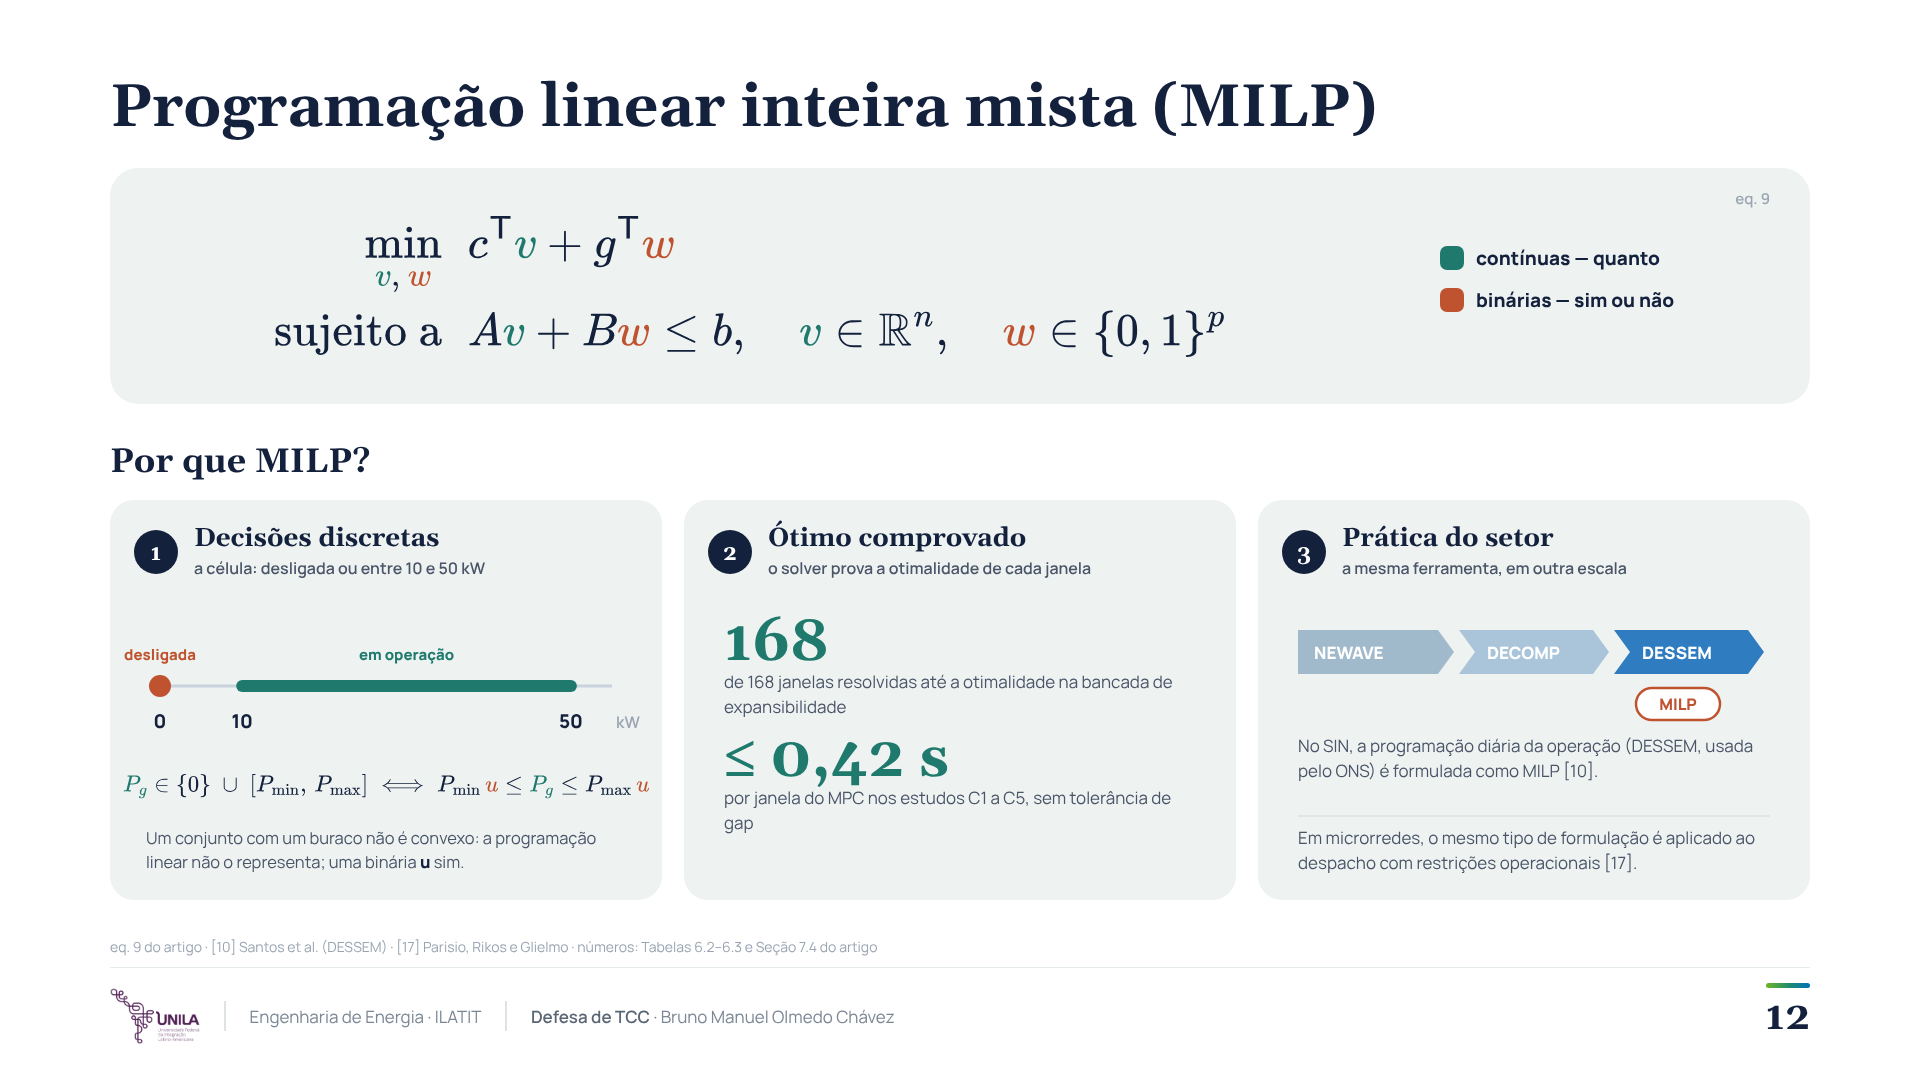 Programação linear inteira mista (MILP)
eq. 9
min c^T v + g^T w
v, w
sujeito a Av + Bw ≤ b, v ∈ ℝ^n, w ∈ {0, 1}^p
contínuas — quanto
binárias — sim ou não
Por que MILP?
1 Decisões discretas
a célula: desligada ou entre 10 e 50 kW
desligada em operação
0 10 50 kW
P_g ∈ {0} ∪ [P_min, P_max] ⟺ P_min u ≤ P_g ≤ P_max u
Um conjunto com um buraco não é convexo: a programação
linear não o representa; uma binária u sim.
2 Ótimo comprovado
o solver prova a otimalidade de cada janela
168
de 168 janelas resolvidas até a otimalidade na bancada de
expansibilidade
≤ 0,42 s
por janela do MPC nos estudos C1 a C5, sem tolerância de
gap
3 Prática do setor
a mesma ferramenta, em outra escala
NEWAVE DECOMP DESSEM
MILP
No SIN, a programação diária da operação (DESSEM, usada
pelo ONS) é formulada como MILP [10].
Em microrredes, o mesmo tipo de formulação é aplicado ao
despacho com restrições operacionais [17].
eq. 9 do artigo · [10] Santos et al. (DESSEM) · [17] Parisio, Rikos e Glielmo · números: Tabelas 6.2–6.3 e Seção 7.4 do artigo
UNILA
Engenharia de Energia · ILATIT
Defesa de TCC · Bruno Manuel Olmedo Chávez
12